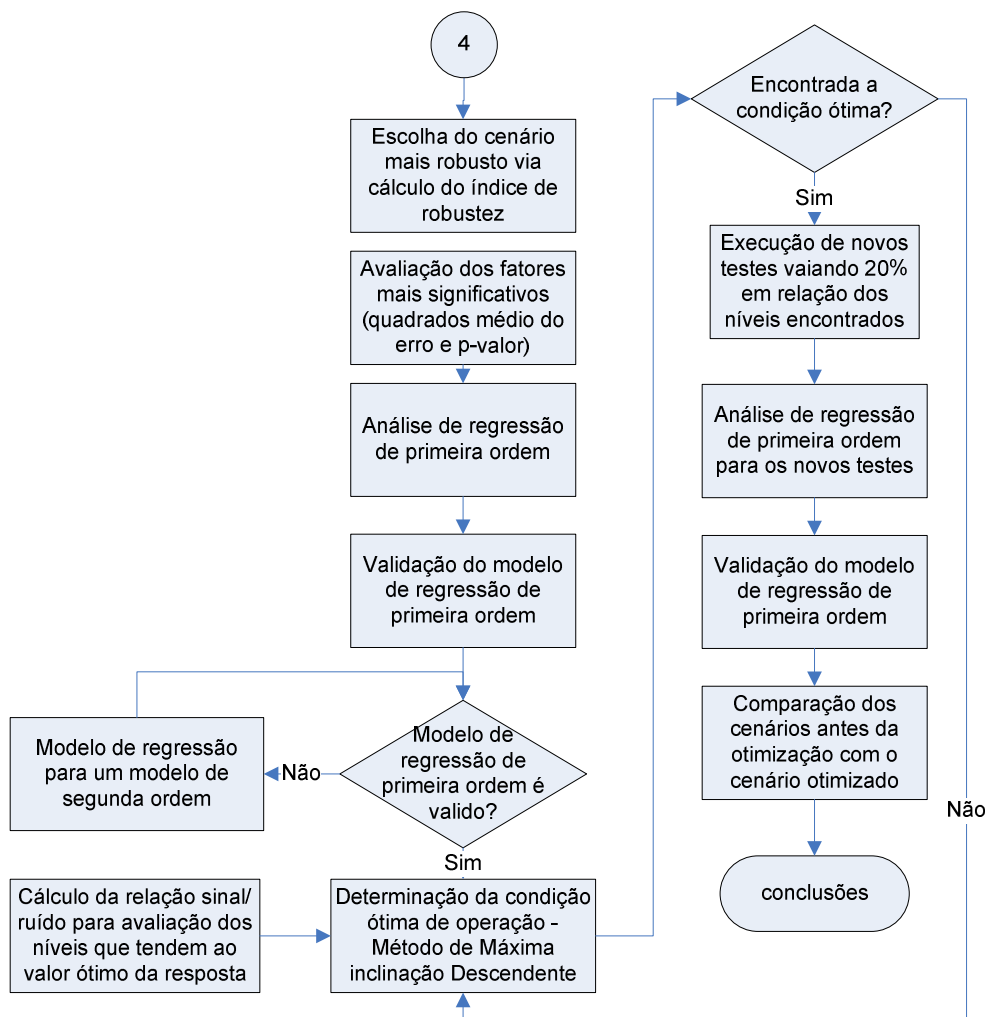 4
Escolha do cenário
mais robusto via
cálculo do índice de
robustez
Avaliação dos fatores
mais significativos
(quadrados médio do
erro e p-valor)
Análise de regressão
de primeira ordem
Validação do modelo
de regressão de
primeira ordem
Modelo de
regressão de
primeira ordem é
valido?
Não
Modelo de regressão
para um modelo de
segunda ordem
Sim
Cálculo da relação sinal/
ruído para avaliação dos
níveis que tendem ao
valor ótimo da resposta
Determinação da condição
ótima de operação -
Método de Máxima
inclinação Descendente
Encontrada a
condição ótima?
Sim
Execução de novos
testes vaiando 20%
em relação dos
níveis encontrados
Análise de regressão
de primeira ordem
para os novos testes
Validação do modelo
de regressão de
primeira ordem
Comparação dos
cenários antes da
otimização com o
cenário otimizado
Não
conclusões